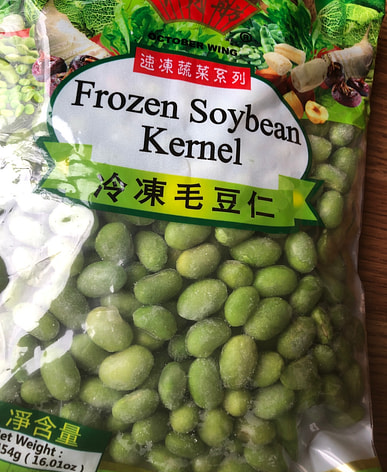 OCTOBER WING
速凍蔬菜系列
Frozen Soybean
Kernel
冷凍毛豆仁
淨含量
Net Weight :
454g ( 16.01oz )